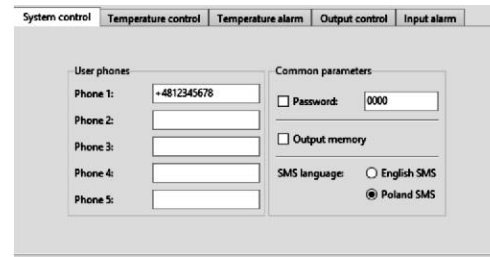 System control Temperature control Temperature alarm Output control Input alarm
User phones
Phone 1: +4812345678
Phone 2:
Phone 3:
Phone 4:
Phone 5:
Common parameters
Password: 0000
Output memory
SMS language: English SMS
Poland SMS